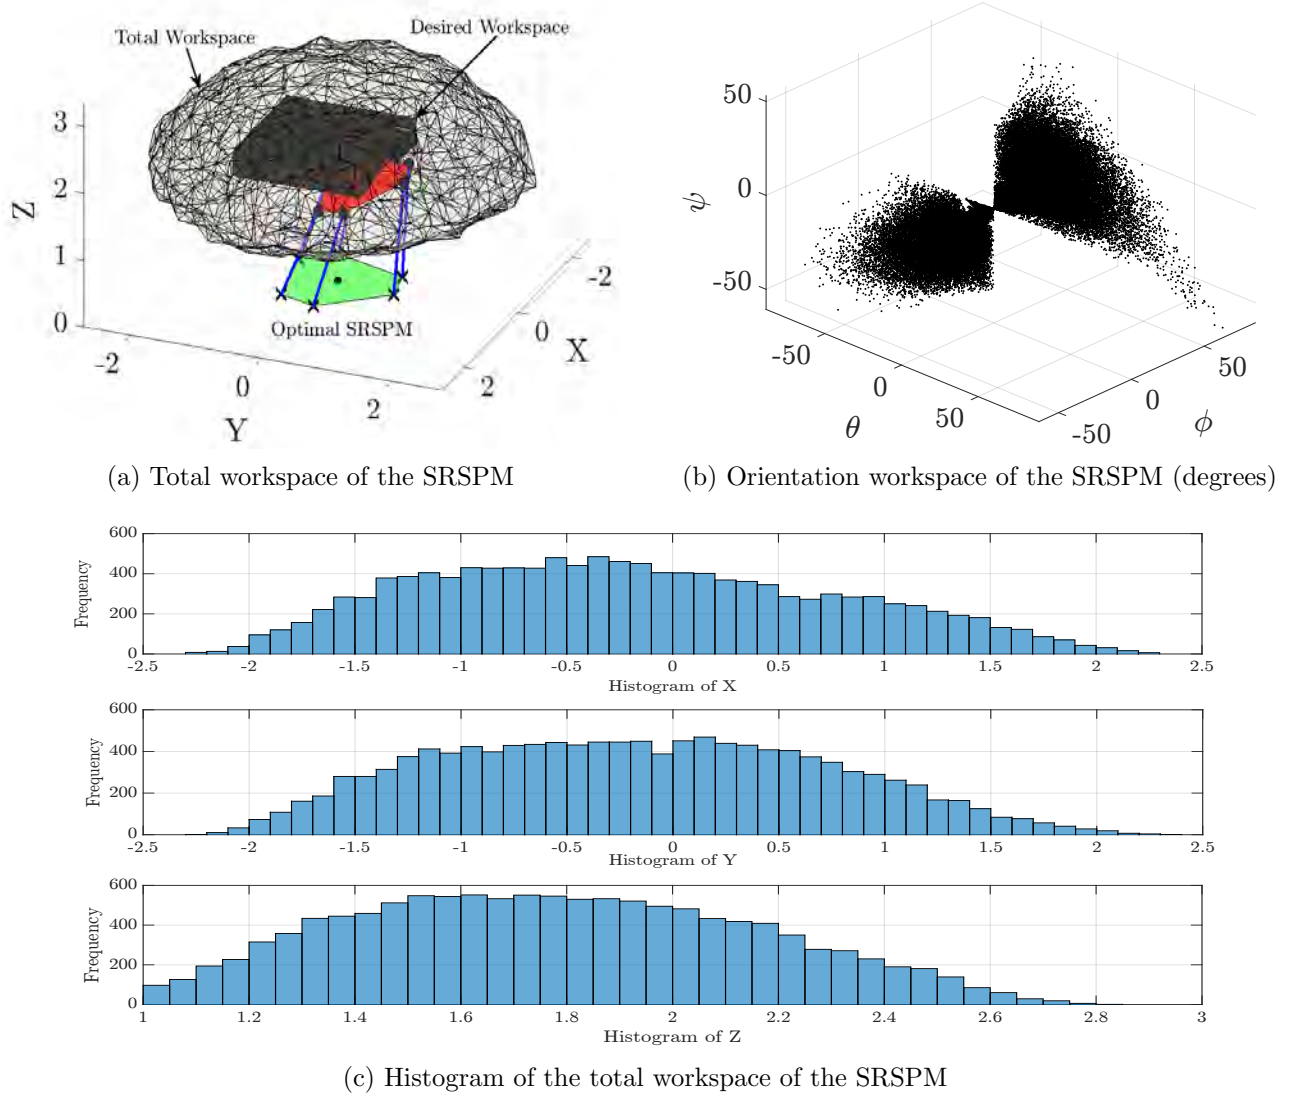 Total Workspace
Desired Workspace
Optimal SRSPM
3
2
1
0
Z
-2
0
2
Y
2
0
-2
X
50
0
-50
ψ
-50
0
50
θ
-50
0
50
ϕ
(a) Total workspace of the SRSPM
(b) Orientation workspace of the SRSPM (degrees)
600
400
200
0
Frequency
-2.5 -2 -1.5 -1 -0.5 0 0.5 1 1.5 2 2.5
Histogram of X
600
400
200
0
Frequency
-2.5 -2 -1.5 -1 -0.5 0 0.5 1 1.5 2 2.5
Histogram of Y
600
400
200
0
Frequency
1 1.2 1.4 1.6 1.8 2 2.2 2.4 2.6 2.8 3
Histogram of Z
(c) Histogram of the total workspace of the SRSPM